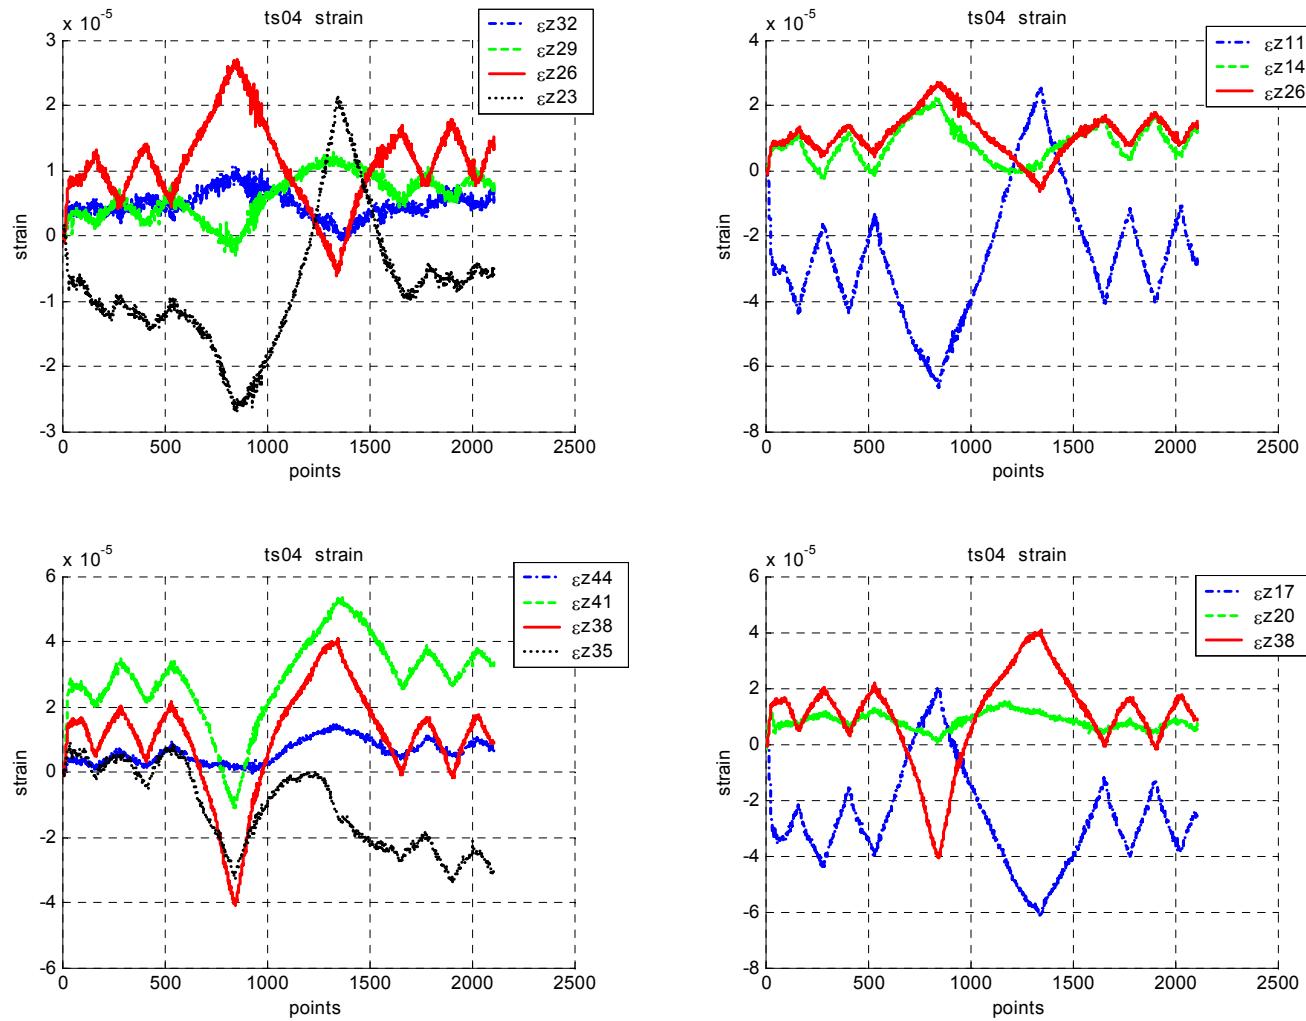 x 10-5
ts04 strain
εz32
εz29
εz26
εz23
3
2
1
0
-1
-2
-3
strain
0 500 1000 1500 2000 2500
points
x 10-5
ts04 strain
εz11
εz14
εz26
4
2
0
-2
-4
-6
-8
strain
0 500 1000 1500 2000 2500
points
x 10-5
ts04 strain
εz44
εz41
εz38
εz35
6
4
2
0
-2
-4
-6
strain
0 500 1000 1500 2000 2500
points
x 10-5
ts04 strain
εz17
εz20
εz38
6
4
2
0
-2
-4
-6
-8
strain
0 500 1000 1500 2000 2500
points